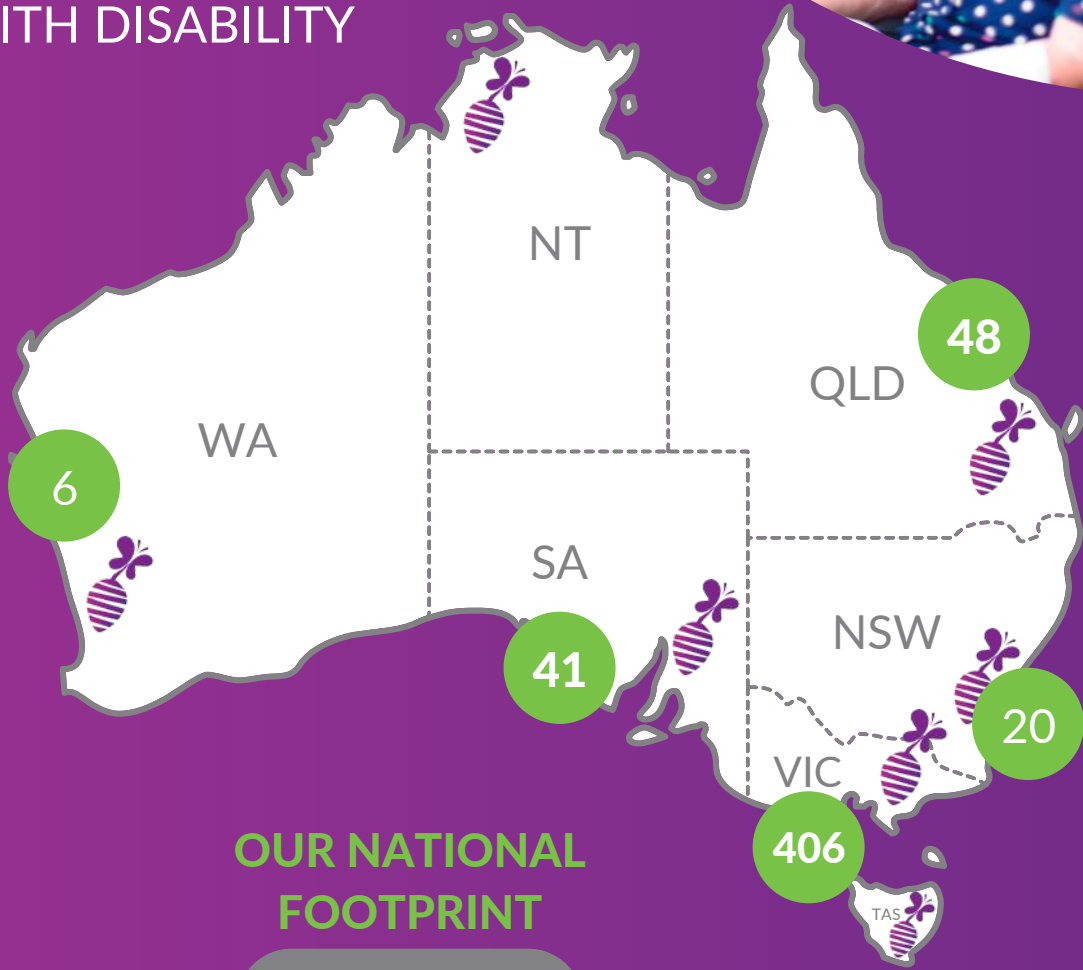 ITH DISABILITY
NT
48
QLD
WA
6
SA
NSW
41
20
VIC
406
OUR NATIONAL
FOOTPRINT
TAS